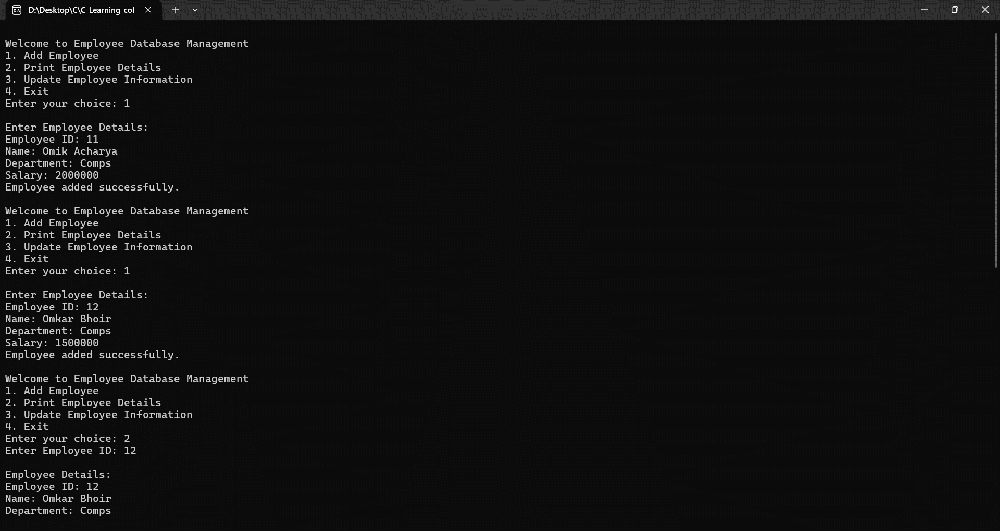 D:\Desktop\C\C_Learning_coll
Welcome to Employee Database Management
1. Add Employee
2. Print Employee Details
3. Update Employee Information
4. Exit
Enter your choice: 1
Enter Employee Details:
Employee ID: 11
Name: Omik Acharya
Department: Comps
Salary: 2000000
Employee added successfully.
Welcome to Employee Database Management
1. Add Employee
2. Print Employee Details
3. Update Employee Information
4. Exit
Enter your choice: 1
Enter Employee Details:
Employee ID: 12
Name: Omkar Bhoir
Department: Comps
Salary: 1500000
Employee added successfully.
Welcome to Employee Database Management
1. Add Employee
2. Print Employee Details
3. Update Employee Information
4. Exit
Enter your choice: 2
Enter Employee ID: 12
Employee Details:
Employee ID: 12
Name: Omkar Bhoir
Department: Comps